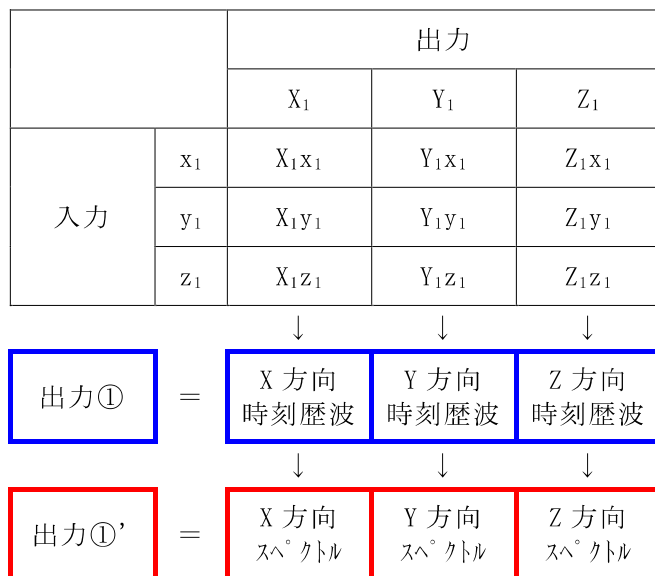 出力
X₁ Y₁ Z₁
入力
x₁ X₁x₁ Y₁x₁ Z₁x₁
y₁ X₁y₁ Y₁y₁ Z₁y₁
z₁ X₁z₁ Y₁z₁ Z₁z₁
↓ ↓ ↓
出力① =
X 方向
時刻歴波
Y 方向
時刻歴波
Z 方向
時刻歴波
↓ ↓ ↓
出力①’ =
X 方向
ｽﾍﾟｸﾄﾙ
Y 方向
ｽﾍﾟｸﾄﾙ
Z 方向
ｽﾍﾟｸﾄﾙ